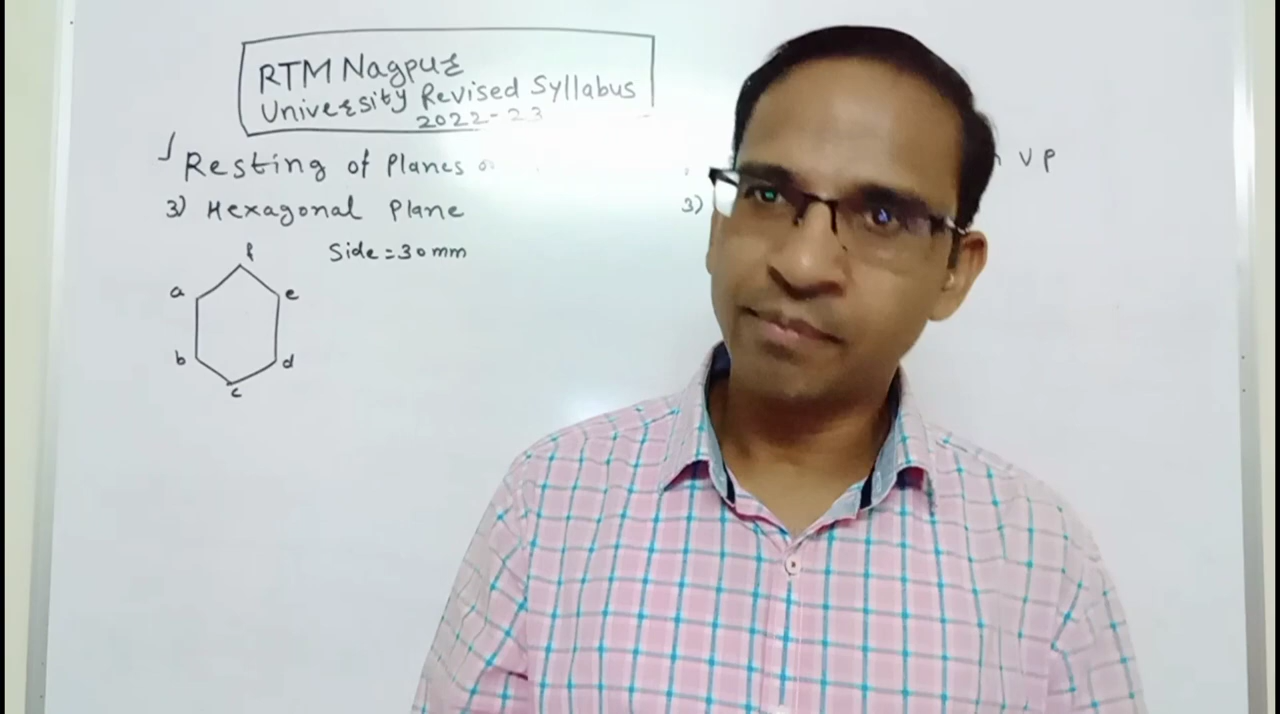 RTM Nagpur
University Revised Syllabus
2022-23
Resting of Planes
VP
3) Hexagonal Plane
3)
Side = 30 mm
f
a
e
b
d
c